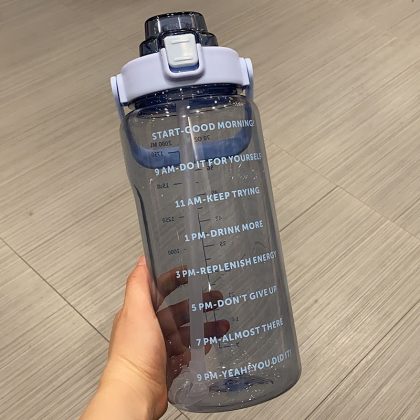 START-GOOD MORNING!
9 AM-DO IT FOR YOURSELF
11 AM-KEEP TRYING
1 PM-DRINK MORE
3 PM-REPLENISH ENERGY
5 PM-DON'T GIVE UP
7 PM-ALMOST THERE
9 PM-YEAH! YOU DID IT!